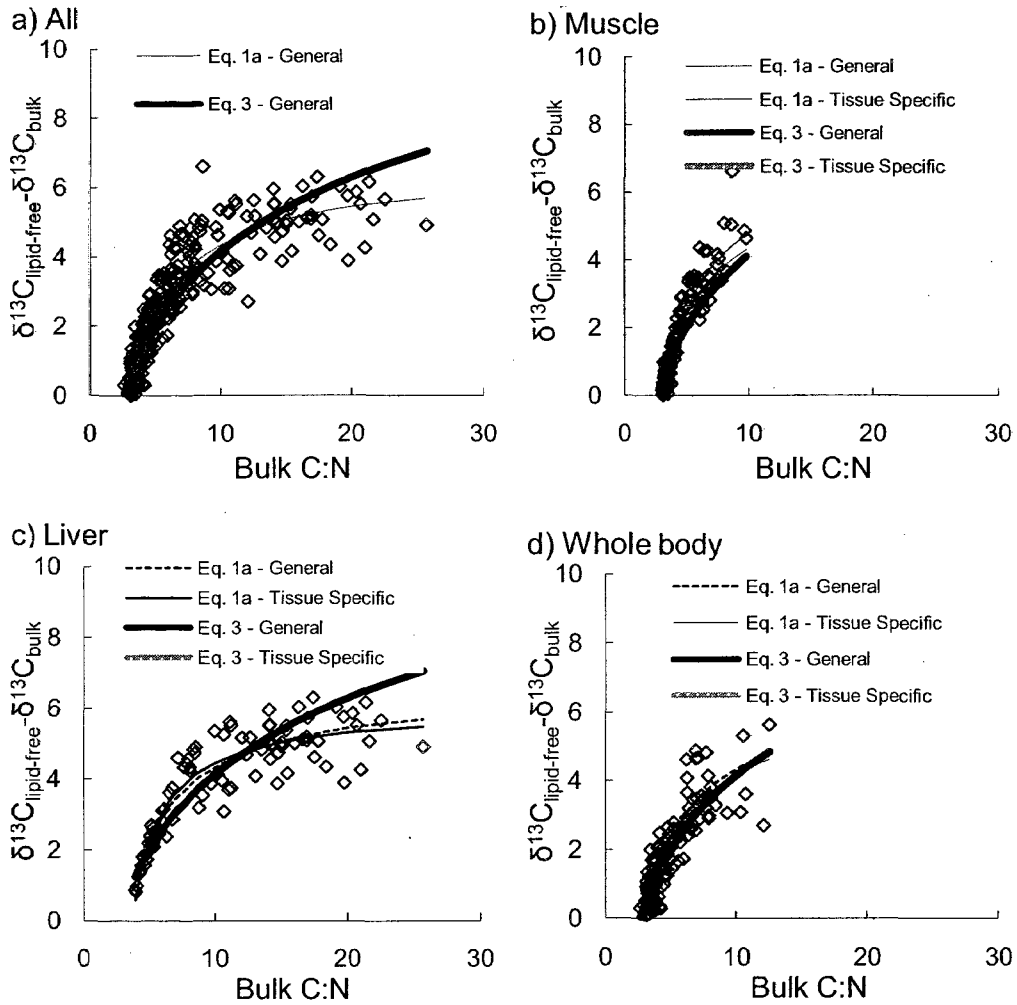 a) All
10
8
6
4
2
0
0 10 20 30
δ13Clipid-free-δ13Cbulk
Bulk C:N
Eq. 1a - General
Eq. 3 - General
b) Muscle
10
8
6
4
2
0
0 10 20 30
δ13Clipid-free-δ13Cbulk
Bulk C:N
Eq. 1a - General
Eq. 1a - Tissue Specific
Eq. 3 - General
Eq. 3 - Tissue Specific
c) Liver
10
8
6
4
2
0
0 10 20 30
δ13Clipid-free-δ13Cbulk
Bulk C:N
Eq. 1a - General
Eq. 1a - Tissue Specific
Eq. 3 - General
Eq. 3 - Tissue Specific
d) Whole body
10
8
6
4
2
0
0 10 20 30
δ13Clipid-free-δ13Cbulk
Bulk C:N
Eq. 1a - General
Eq. 1a - Tissue Specific
Eq. 3 - General
Eq. 3 - Tissue Specific